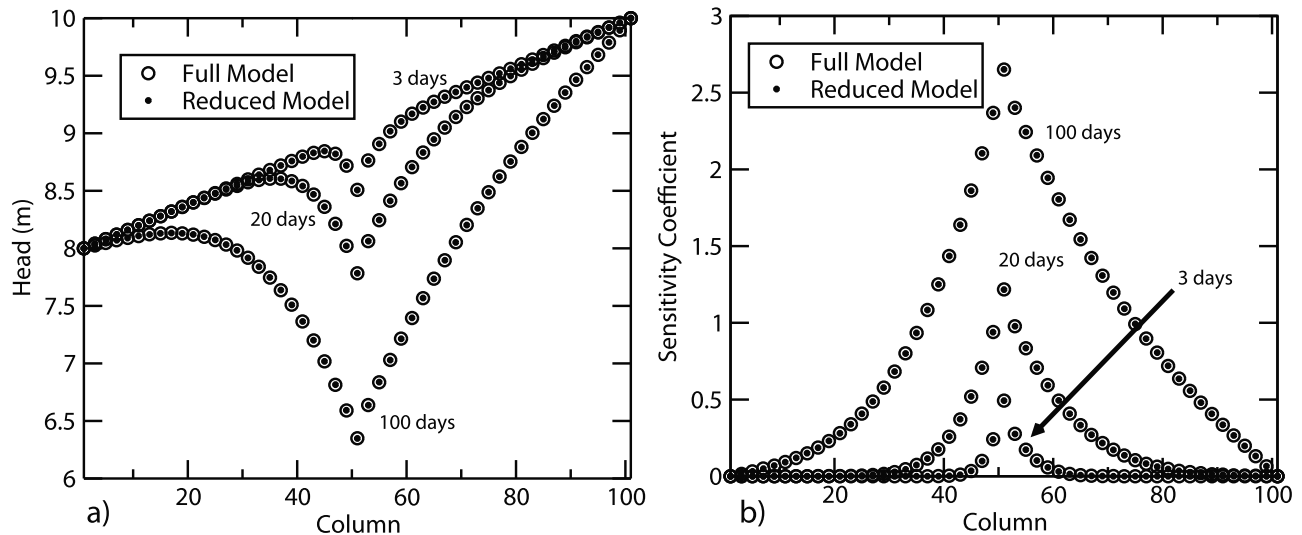 10
9.5
9
8.5
8
7.5
7
6.5
6
Head (m)
Full Model
Reduced Model
3 days
20 days
100 days
20
40
60
80
100
Column
a)
3
2.5
2
1.5
1
0.5
0
Sensitivity Coefficient
Full Model
Reduced Model
100 days
20 days
3 days
20
40
60
80
100
Column
b)